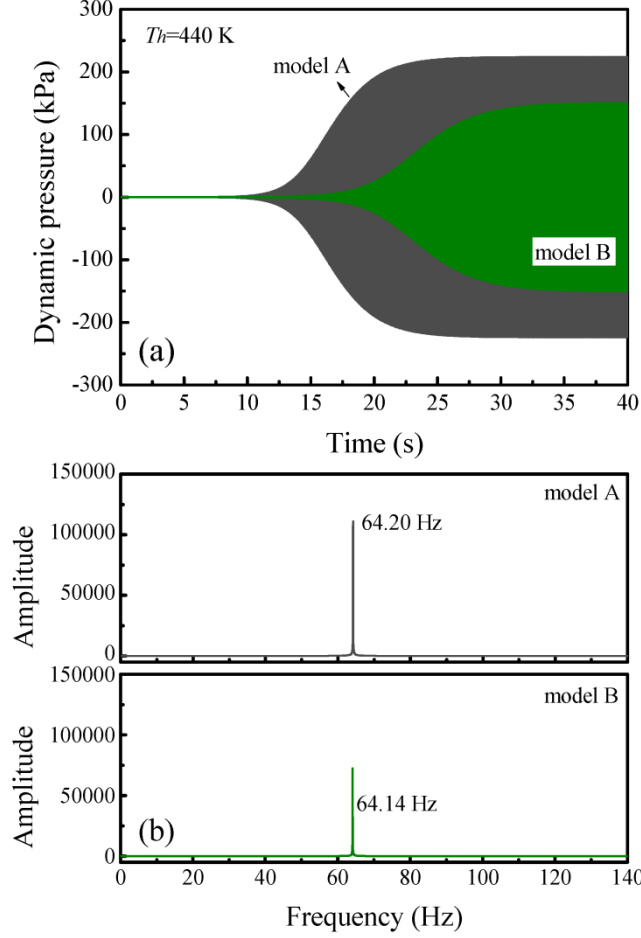 300
200
100
0
-100
-200
-300
Dynamic pressure (kPa)
Th=440 K
model A
model B
(a)
0 5 10 15 20 25 30 35 40
Time (s)
150000
100000
50000
0
Amplitude
model A
64.20 Hz
150000
100000
50000
0
Amplitude
model B
64.14 Hz
(b)
0 20 40 60 80 100 120 140
Frequency (Hz)